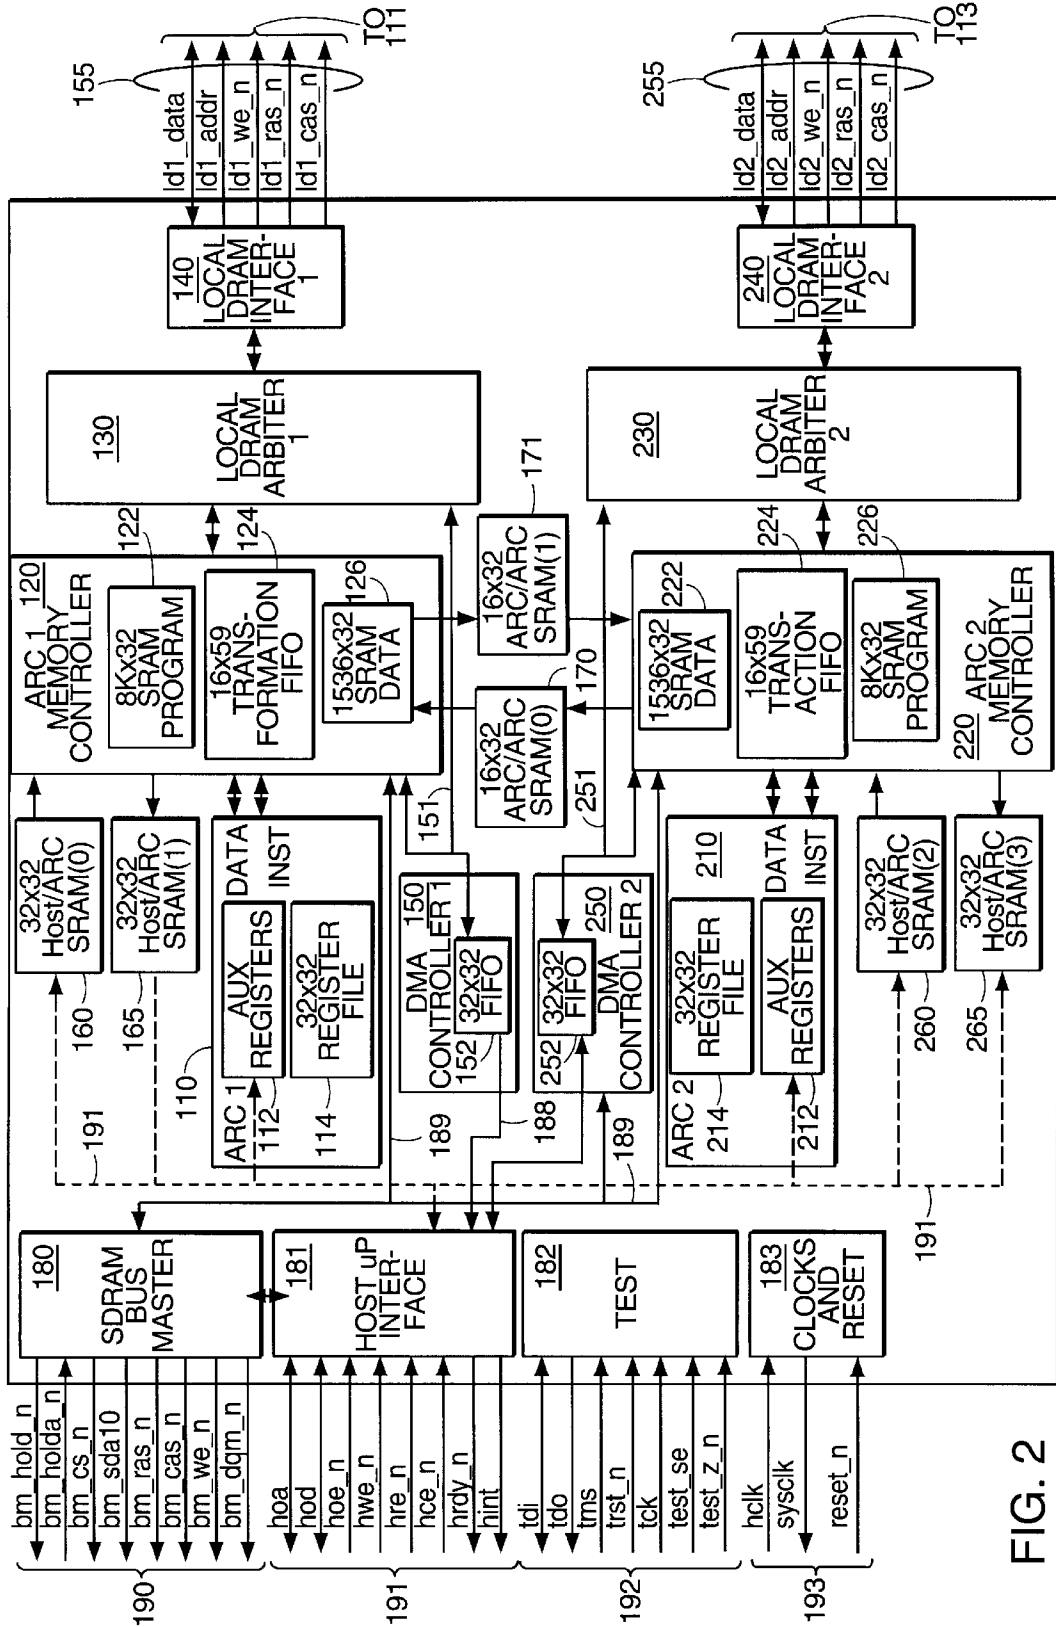 155
ld1_data
ld1_addr
ld1_we_n
ld1_ras_n
ld1_cas_n
TO
111
255
ld2_data
ld2_addr
ld2_we_n
ld2_ras_n
ld2_cas_n
TO
113
140
LOCAL
DRAM
INTER-
FACE
1
240
LOCAL
DRAM
INTER-
FACE
2
130
LOCAL
DRAM
ARBITER
1
230
LOCAL
DRAM
ARBITER
2
120
ARC 1
MEMORY
CONTROLLER
122
8Kx32
SRAM
PROGRAM
124
16x59
TRANS-
FORMATION
FIFO
126
1536x32
SRAM
DATA
171
16x32
ARC/ARC
SRAM(1)
170
16x32
ARC/ARC
SRAM(0)
222
1536x32
SRAM
DATA
224
16x59
TRANS-
ACTION
FIFO
226
8Kx32
SRAM
PROGRAM
220 ARC 2
MEMORY
CONTROLLER
151
251
32x32
Host/ARC
SRAM(0)
160
32x32
Host/ARC
SRAM(1)
165
DATA
INST
110
ARC 1
AUX
REGISTERS
112
32x32
REGISTER
FILE
114
DMA 150
CONTROLLER 1
32x32
FIFO
152
250
DMA
CONTROLLER 2
32x32
FIFO
252
210
DATA
INST
ARC 2
32x32
REGISTER
FILE
214
AUX
REGISTERS
212
32x32
Host/ARC
SRAM(2)
260
32x32
Host/ARC
SRAM(3)
265
191
189
188
189
191
180
SDRAM
BUS
MASTER
181
HOST uP
INTER-
FACE
182
TEST
183
CLOCKS
AND
RESET
bm_hold_n
bm_holda_n
bm_cs_n
bm_sda10
bm_ras_n
bm_cas_n
bm_we_n
bm_dqm_n
190
hoa
hod
hoe_n
hwe_n
hre_n
hce_n
hrdy_n
hint
191
tdi
tdo
tms
trst_n
tck
test_se
test_z_n
192
hclk
sysclk
reset_n
193
FIG. 2